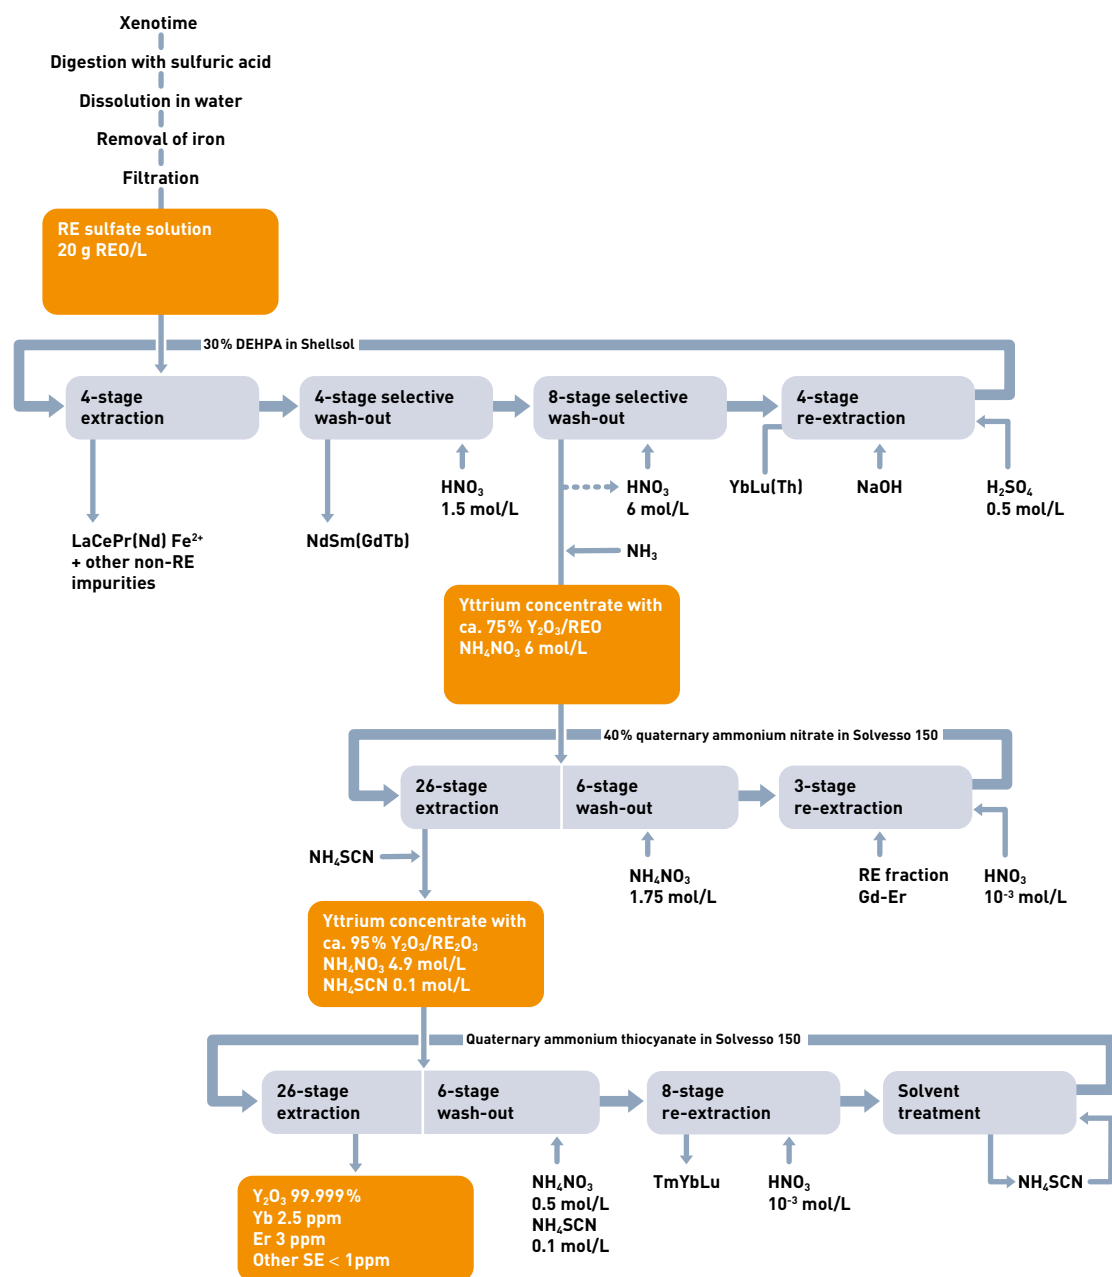 Xenotime
Digestion with sulfuric acid
Dissolution in water
Removal of iron
Filtration
RE sulfate solution
20 g REO/L
30% DEHPA in Shellsol
4-stage
extraction
4-stage selective
wash-out
8-stage selective
wash-out
4-stage
re-extraction
HNO₃
1.5 mol/L
HNO₃
6 mol/L
YbLu(Th)
NaOH
H₂SO₄
0.5 mol/L
LaCePr(Nd) Fe²⁺
+ other non-RE
impurities
NdSm(GdTb)
NH₃
Yttrium concentrate with
ca. 75% Y₂O₃/REO
NH₄NO₃ 6 mol/L
40% quaternary ammonium nitrate in Solvesso 150
26-stage
extraction
6-stage
wash-out
3-stage
re-extraction
NH₄SCN
NH₄NO₃
1.75 mol/L
RE fraction
Gd-Er
HNO₃
10⁻³ mol/L
Yttrium concentrate with
ca. 95% Y₂O₃/RE₂O₃
NH₄NO₃ 4.9 mol/L
NH₄SCN 0.1 mol/L
Quaternary ammonium thiocyanate in Solvesso 150
26-stage
extraction
6-stage
wash-out
8-stage
re-extraction
Solvent
treatment
NH₄NO₃
0.5 mol/L
NH₄SCN
0.1 mol/L
TmYbLu
HNO₃
10⁻³ mol/L
NH₄SCN
Y₂O₃ 99.999%
Yb 2.5 ppm
Er 3 ppm
Other SE < 1ppm